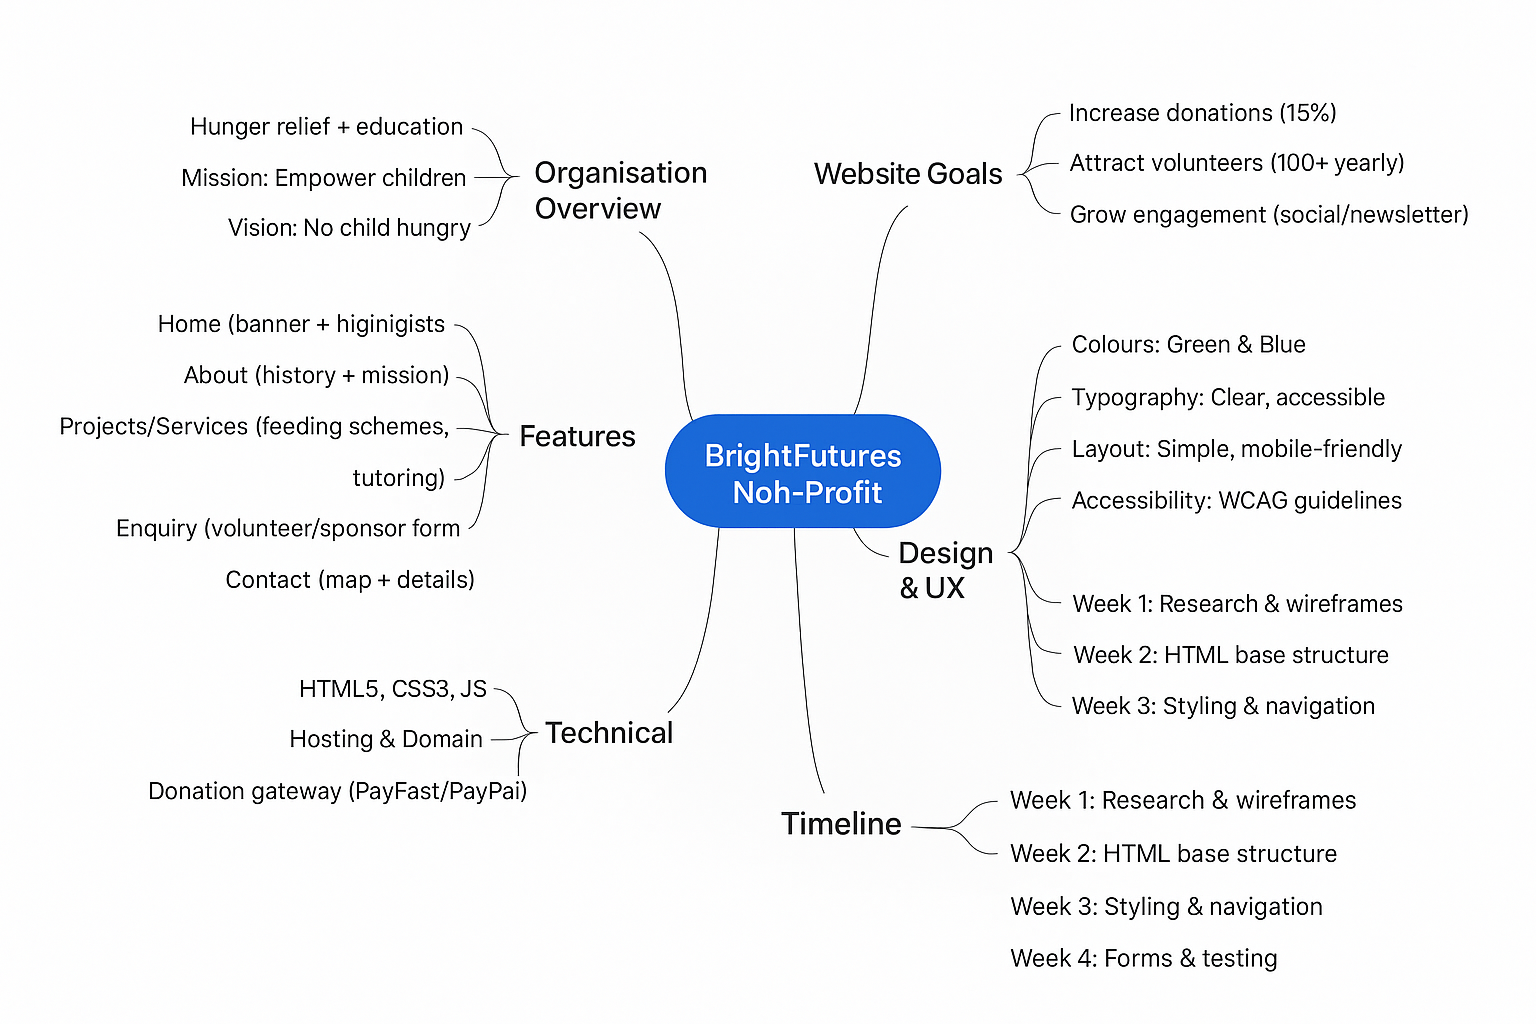 BrightFutures
Noh-Profit
Organisation
Overview
Hunger relief + education
Mission: Empower children
Vision: No child hungry
Website Goals
Increase donations (15%)
Attract volunteers (100+ yearly)
Grow engagement (social/newsletter)
Features
Home (banner + higinigists
About (history + mission)
Projects/Services (feeding schemes,
tutoring)
Enquiry (volunteer/sponsor form
Contact (map + details)
Design
& UX
Colours: Green & Blue
Typography: Clear, accessible
Layout: Simple, mobile-friendly
Accessibility: WCAG guidelines
Week 1: Research & wireframes
Week 2: HTML base structure
Week 3: Styling & navigation
Technical
HTML5, CSS3, JS
Hosting & Domain
Donation gateway (PayFast/PayPai)
Timeline
Week 1: Research & wireframes
Week 2: HTML base structure
Week 3: Styling & navigation
Week 4: Forms & testing